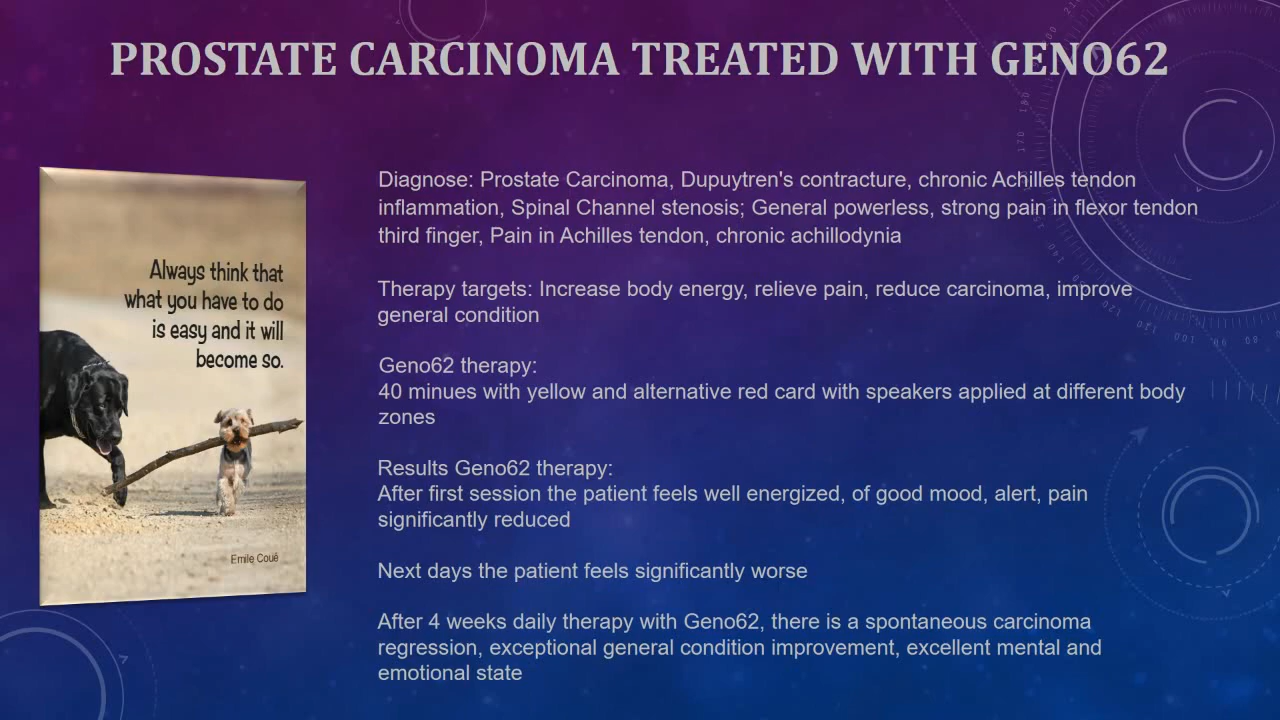 PROSTATE CARCINOMA TREATED WITH GENO62
Always think that
what you have to do
is easy and it will
become so.
Emile Coué
Diagnose: Prostate Carcinoma, Dupuytren's contracture, chronic Achilles tendon
inflammation, Spinal Channel stenosis; General powerless, strong pain in flexor tendon
third finger, Pain in Achilles tendon, chronic achillodynia
Therapy targets: Increase body energy, relieve pain, reduce carcinoma, improve
general condition
Geno62 therapy:
40 minues with yellow and alternative red card with speakers applied at different body
zones
Results Geno62 therapy:
After first session the patient feels well energized, of good mood, alert, pain
significantly reduced
Next days the patient feels significantly worse
After 4 weeks daily therapy with Geno62, there is a spontaneous carcinoma
regression, exceptional general condition improvement, excellent mental and
emotional state